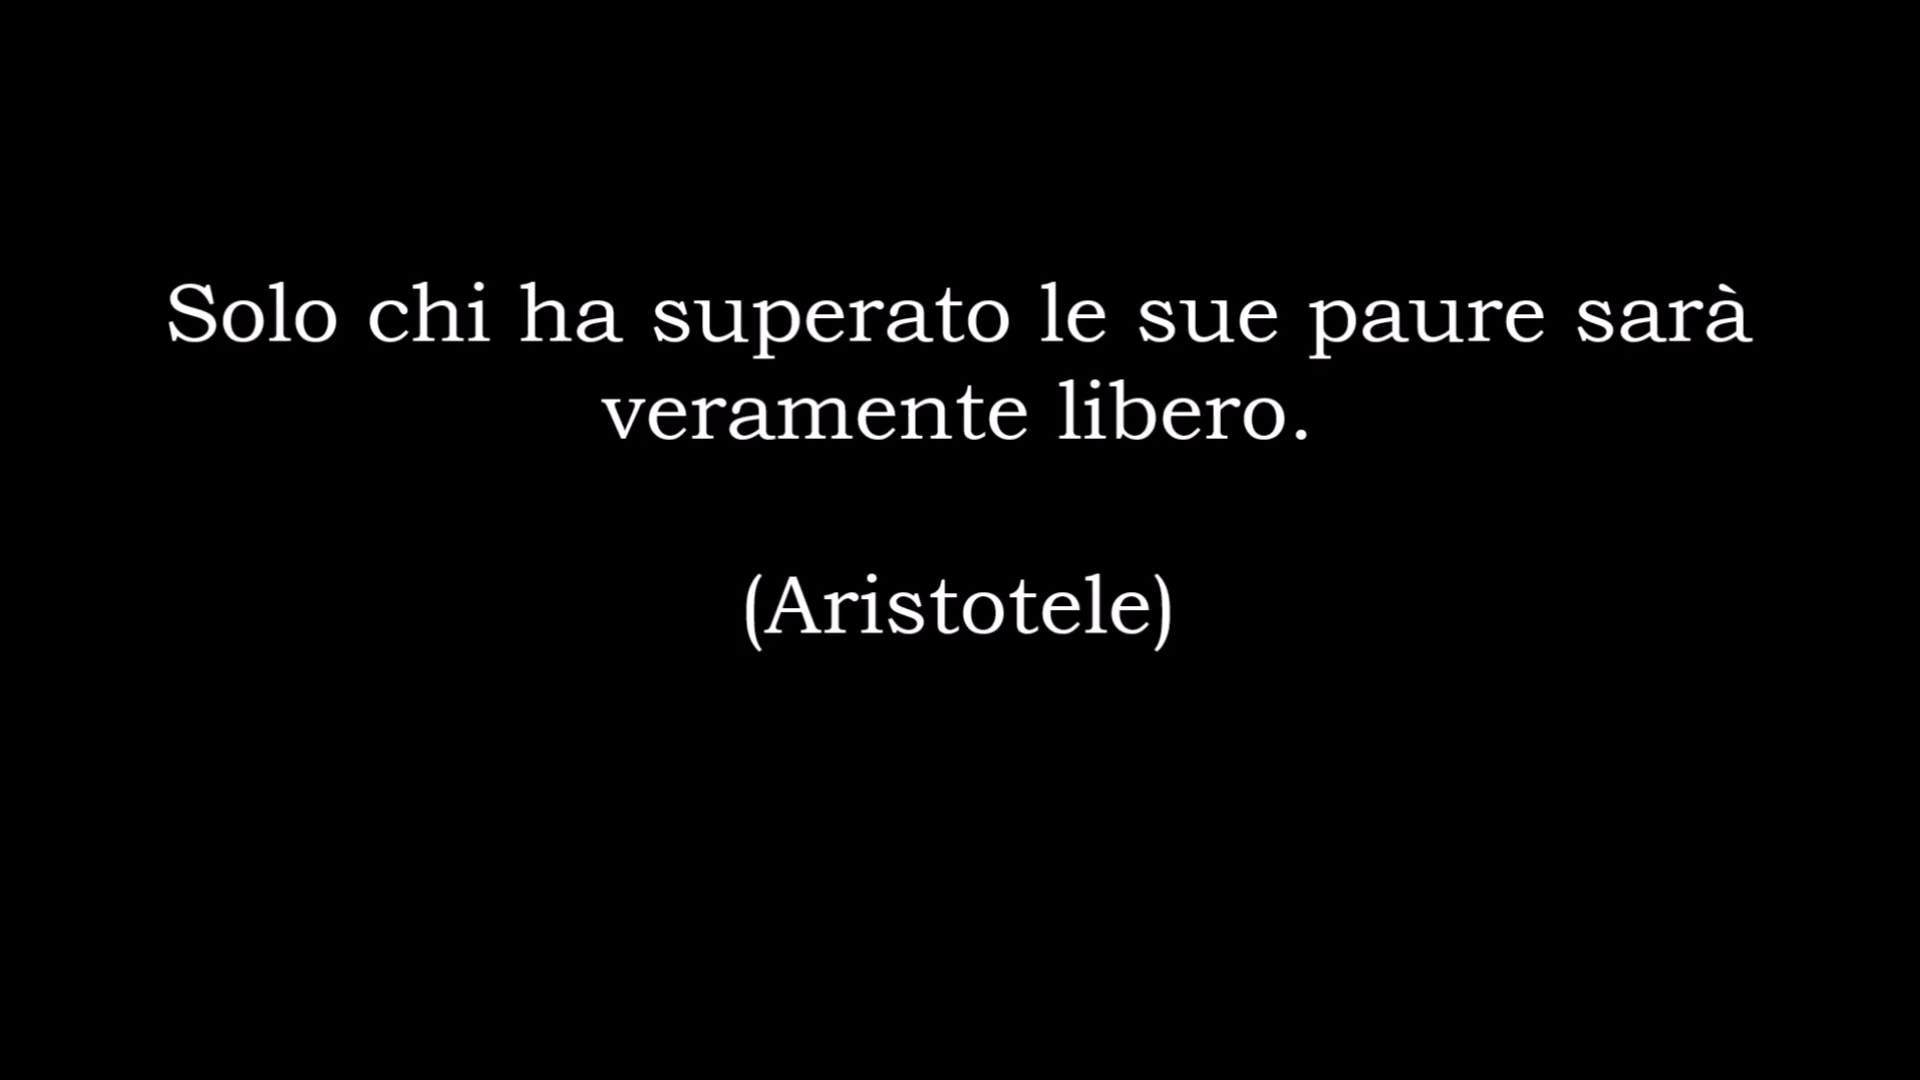 Solo chi ha superato le sue paure sarà
veramente libero.
(Aristotele)